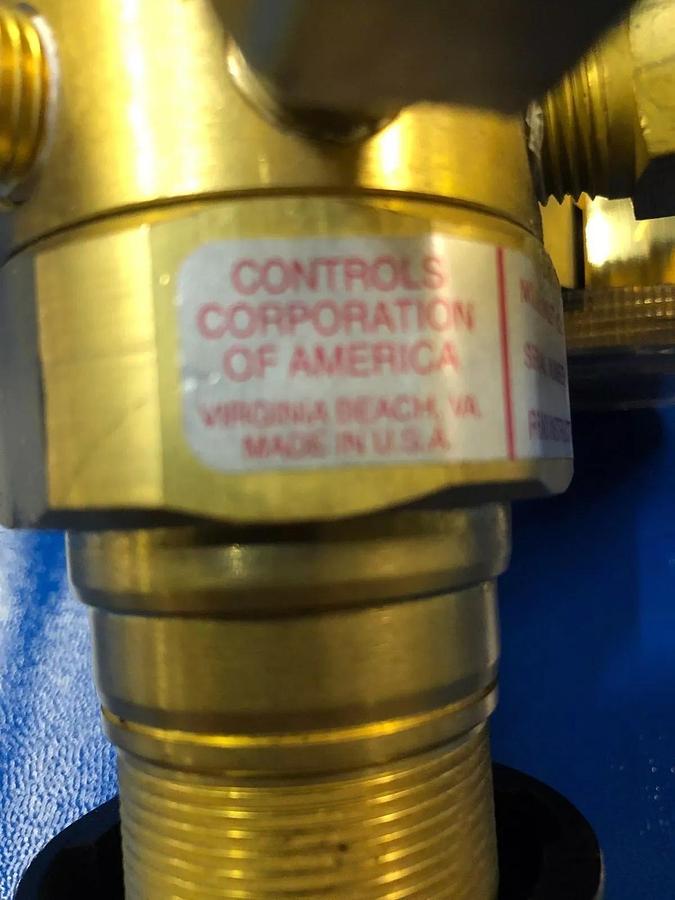 CONTROLS
CORPORATION
OF AMERICA
VIRGINIA BEACH, VA.
MADE IN U.S.A.